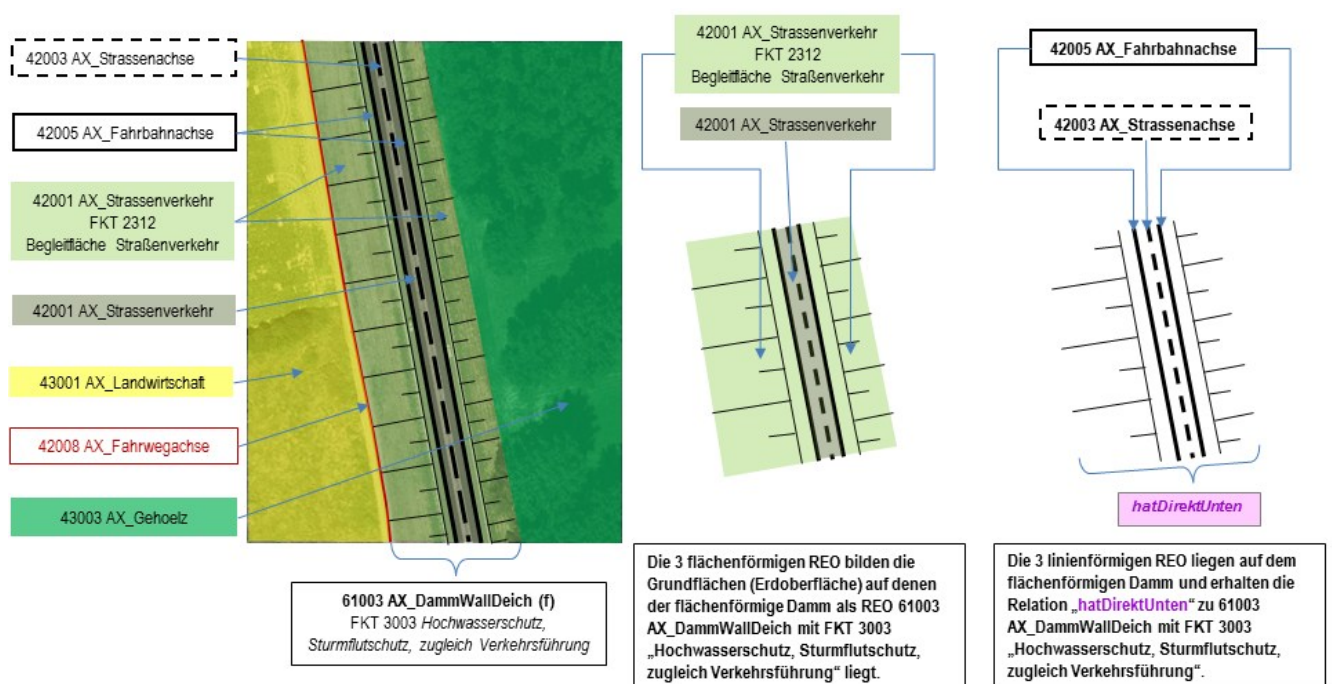 42003 AX_Strassenachse
42005 AX_Fahrbahnachse
42001 AX_Strassenverkehr
FKT 2312
Begleitfläche Straßenverkehr
42001 AX_Strassenverkehr
43001 AX_Landwirtschaft
42008 AX_Fahrwegachse
43003 AX_Gehoelz
61003 AX_DammWallDeich (f)
FKT 3003 Hochwasserschutz,
Sturmflutschutz, zugleich Verkehrsführung
42001 AX_Strassenverkehr
FKT 2312
Begleitfläche Straßenverkehr
42001 AX_Strassenverkehr
Die 3 flächenförmigen REO bilden die
Grundflächen (Erdoberfläche) auf denen
der flächenförmige Damm als REO 61003
AX_DammWallDeich mit FKT 3003
„Hochwasserschutz, Sturmflutschutz,
zugleich Verkehrsführung“ liegt.
42005 AX_Fahrbahnachse
42003 AX_Strassenachse
hatDirektUnten
Die 3 linienförmigen REO liegen auf dem
flächenförmigen Damm und erhalten die
Relation „hatDirektUnten“ zu 61003
AX_DammWallDeich mit FKT 3003
„Hochwasserschutz, Sturmflutschutz,
zugleich Verkehrsführung“.